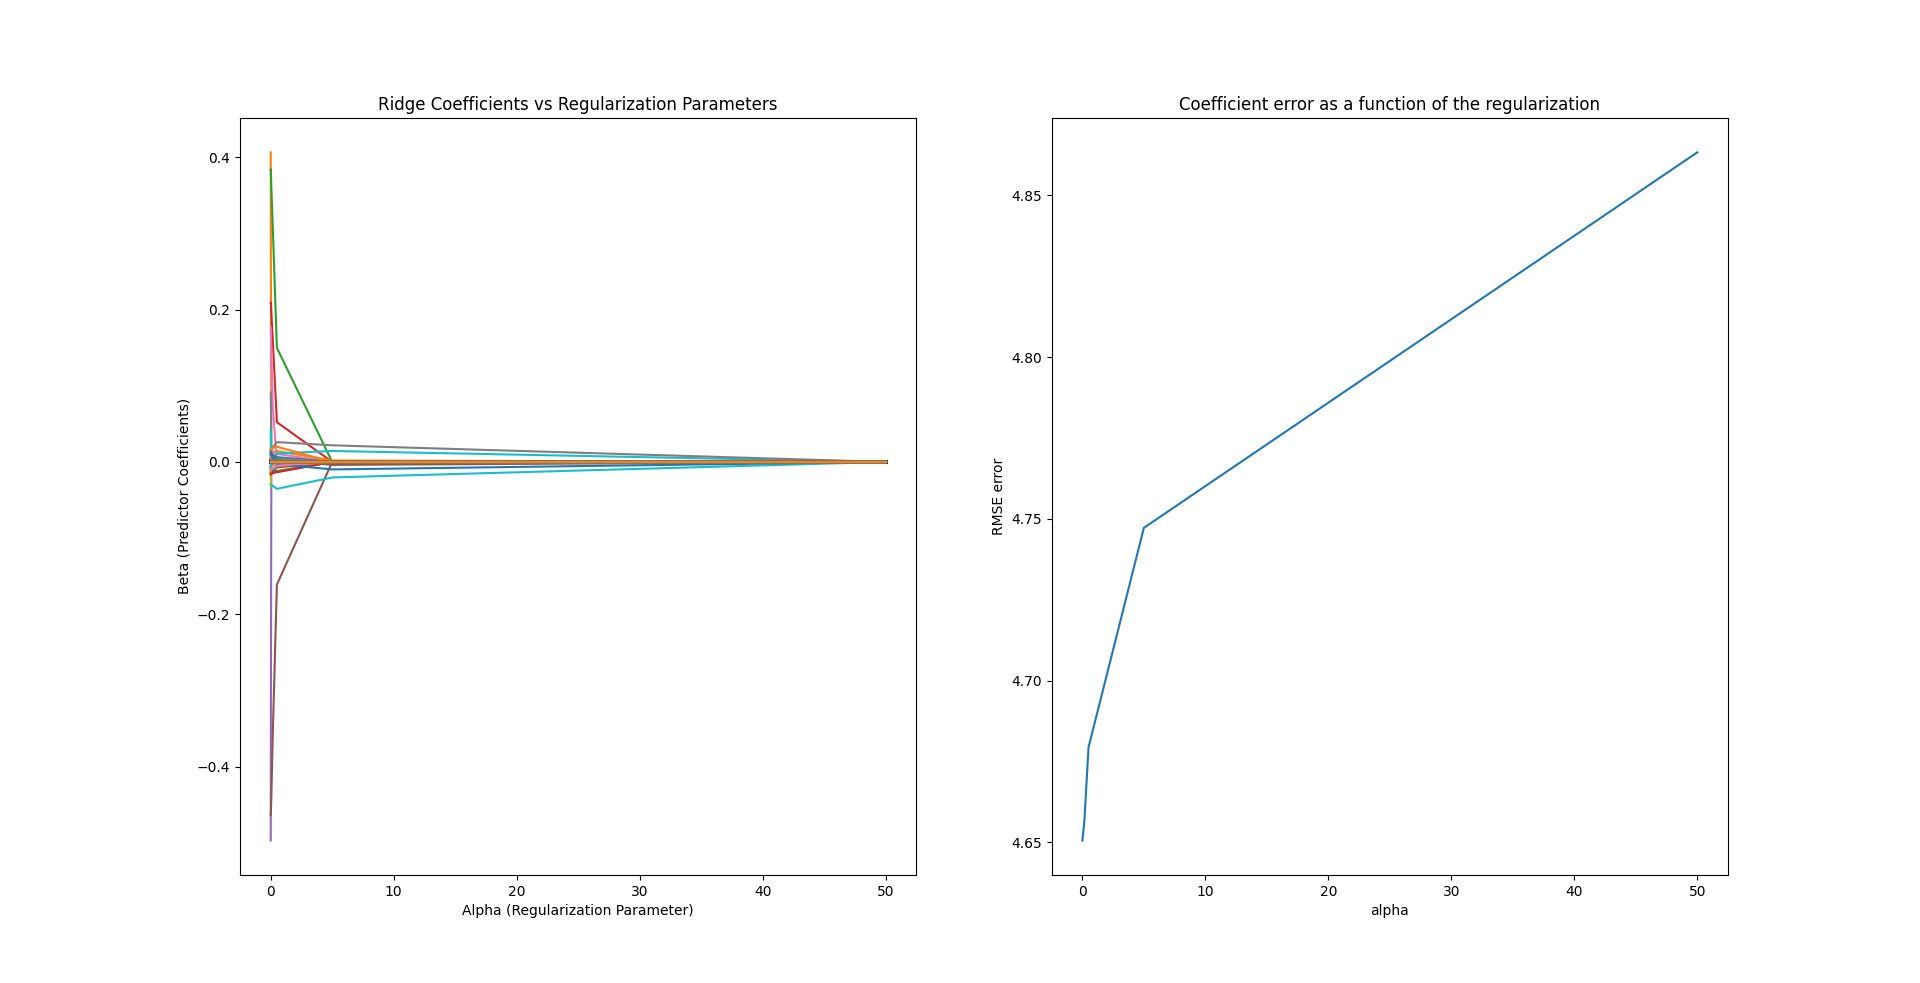 Ridge Coefficients vs Regularization Parameters
0.4
0.2
0.0
−0.2
−0.4
Beta (Predictor Coefficients)
0 10 20 30 40 50
Alpha (Regularization Parameter)
Coefficient error as a function of the regularization
4.85
4.80
4.75
4.70
4.65
RMSE error
0 10 20 30 40 50
alpha